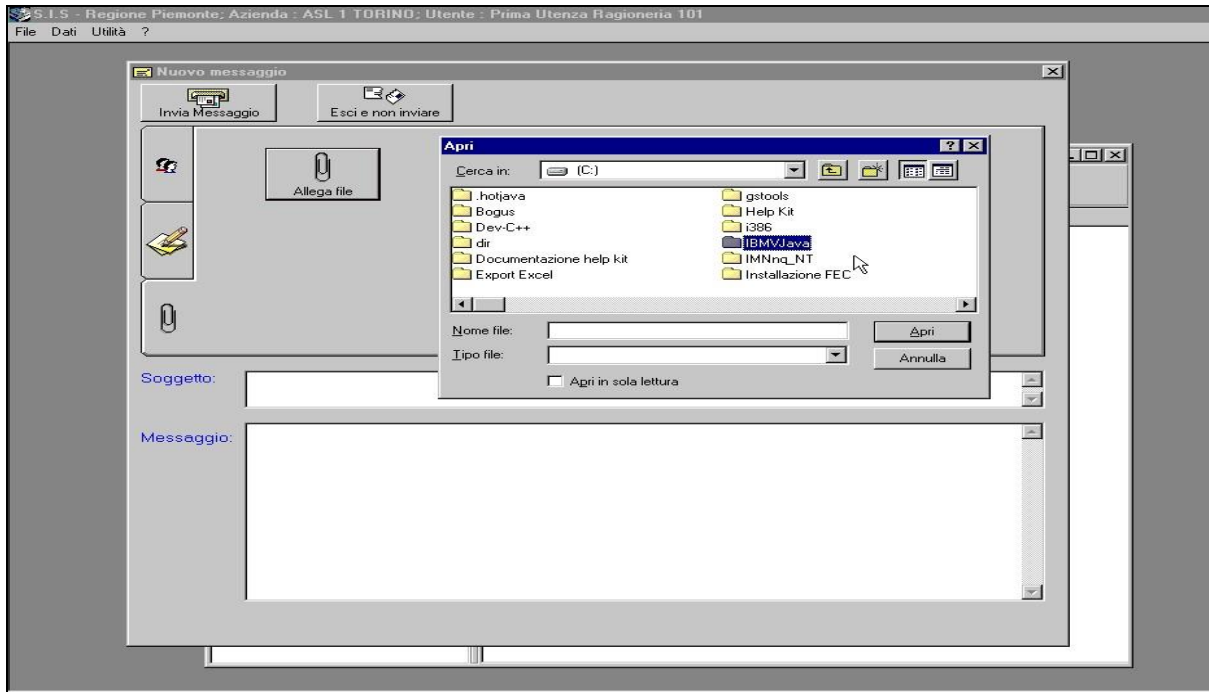 S.I.S - Regione Piemonte; Azienda : ASL 1 TORINO; Utente : Prima Utenza Ragioneria 101
File Dati Utilità ?
Nuovo messaggio
Invia Messaggio
Esci e non inviare
Allega file
Apri
Cerca in: (C:)
.hotjava
Bogus
Dev-C++
dir
Documentazione help kit
Export Excel
gstools
Help Kit
i386
IBMVJava
IMNnq_NT
Installazione FEC
Nome file:
Apri
Tipo file:
Annulla
Apri in sola lettura
Soggetto:
Messaggio: